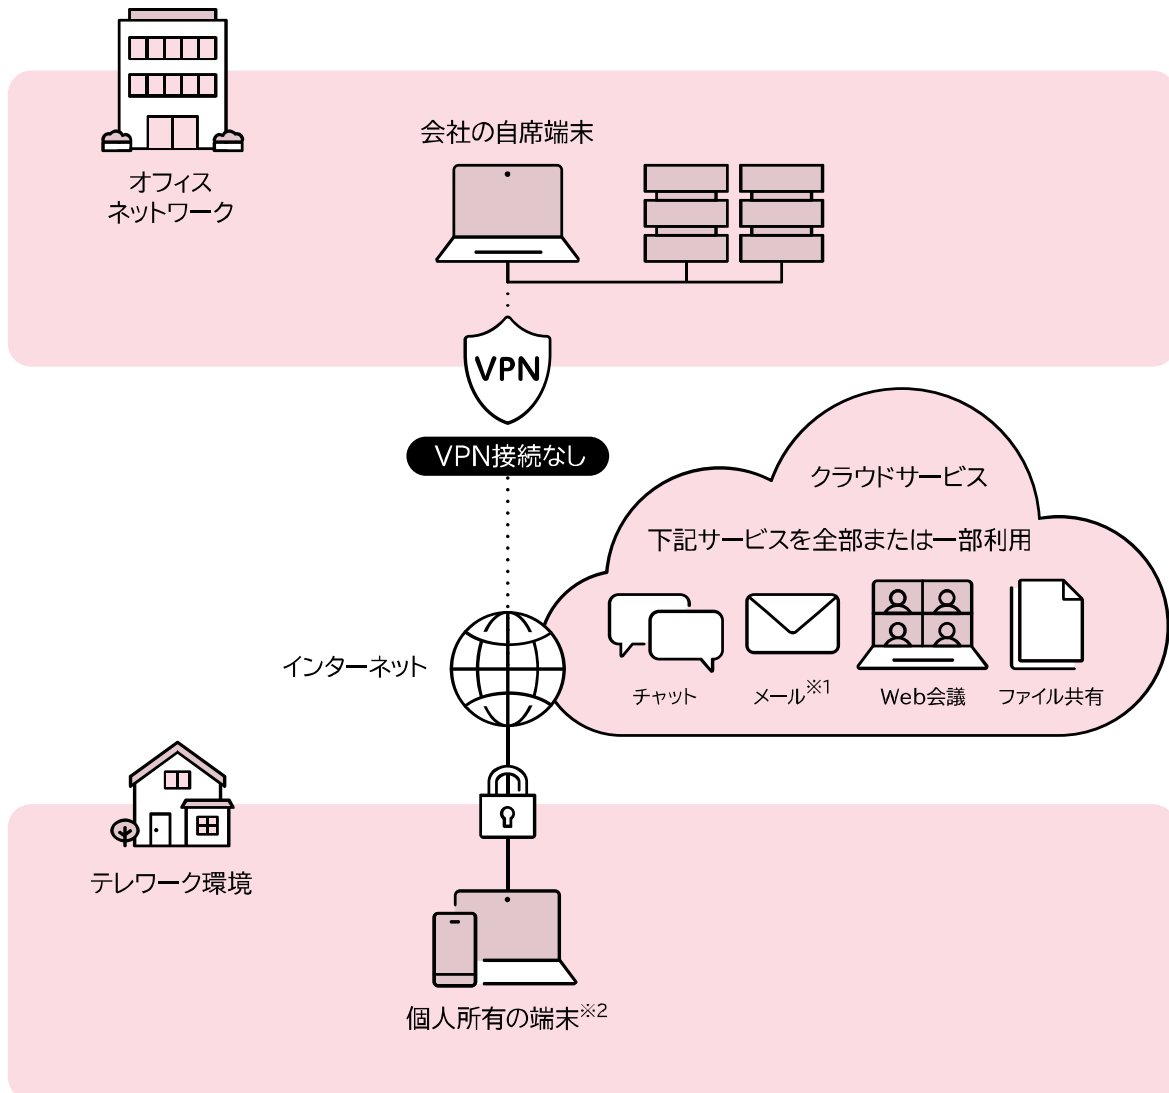 会社の自席端末
オフィス
ネットワーク
VPN
VPN接続なし
クラウドサービス
下記サービスを全部または一部利用
インターネット
チャット
メール※1
Web会議
ファイル共有
テレワーク環境
個人所有の端末※2